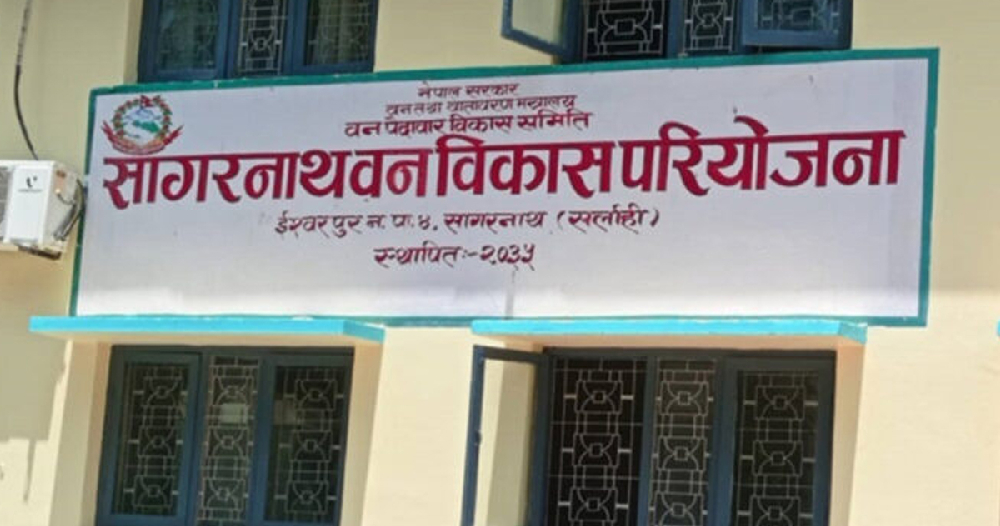 नेपाल सरकार
वन तथा वातावरण मन्त्रालय
वन पैदावार विकास समिति
सागरनाथ वन विकास परियोजना
ईश्वरपुर न.पा.४, सागरनाथ (सर्लाही)
स्थापितः-२०३५